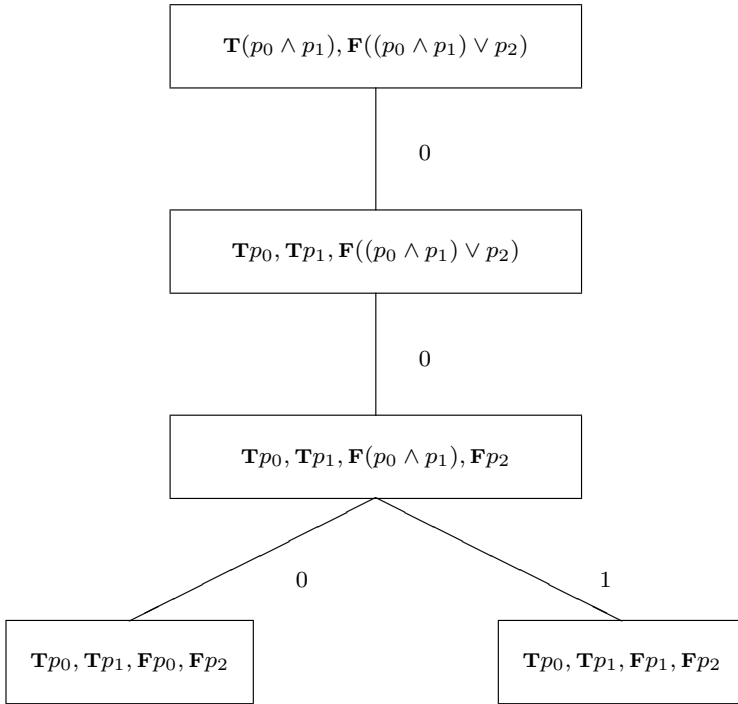 𝐓(p₀ ∧ p₁), 𝐅((p₀ ∧ p₁) ∨ p₂)
0
𝐓p₀, 𝐓p₁, 𝐅((p₀ ∧ p₁) ∨ p₂)
0
𝐓p₀, 𝐓p₁, 𝐅(p₀ ∧ p₁), 𝐅p₂
0 1
𝐓p₀, 𝐓p₁, 𝐅p₀, 𝐅p₂ 𝐓p₀, 𝐓p₁, 𝐅p₁, 𝐅p₂